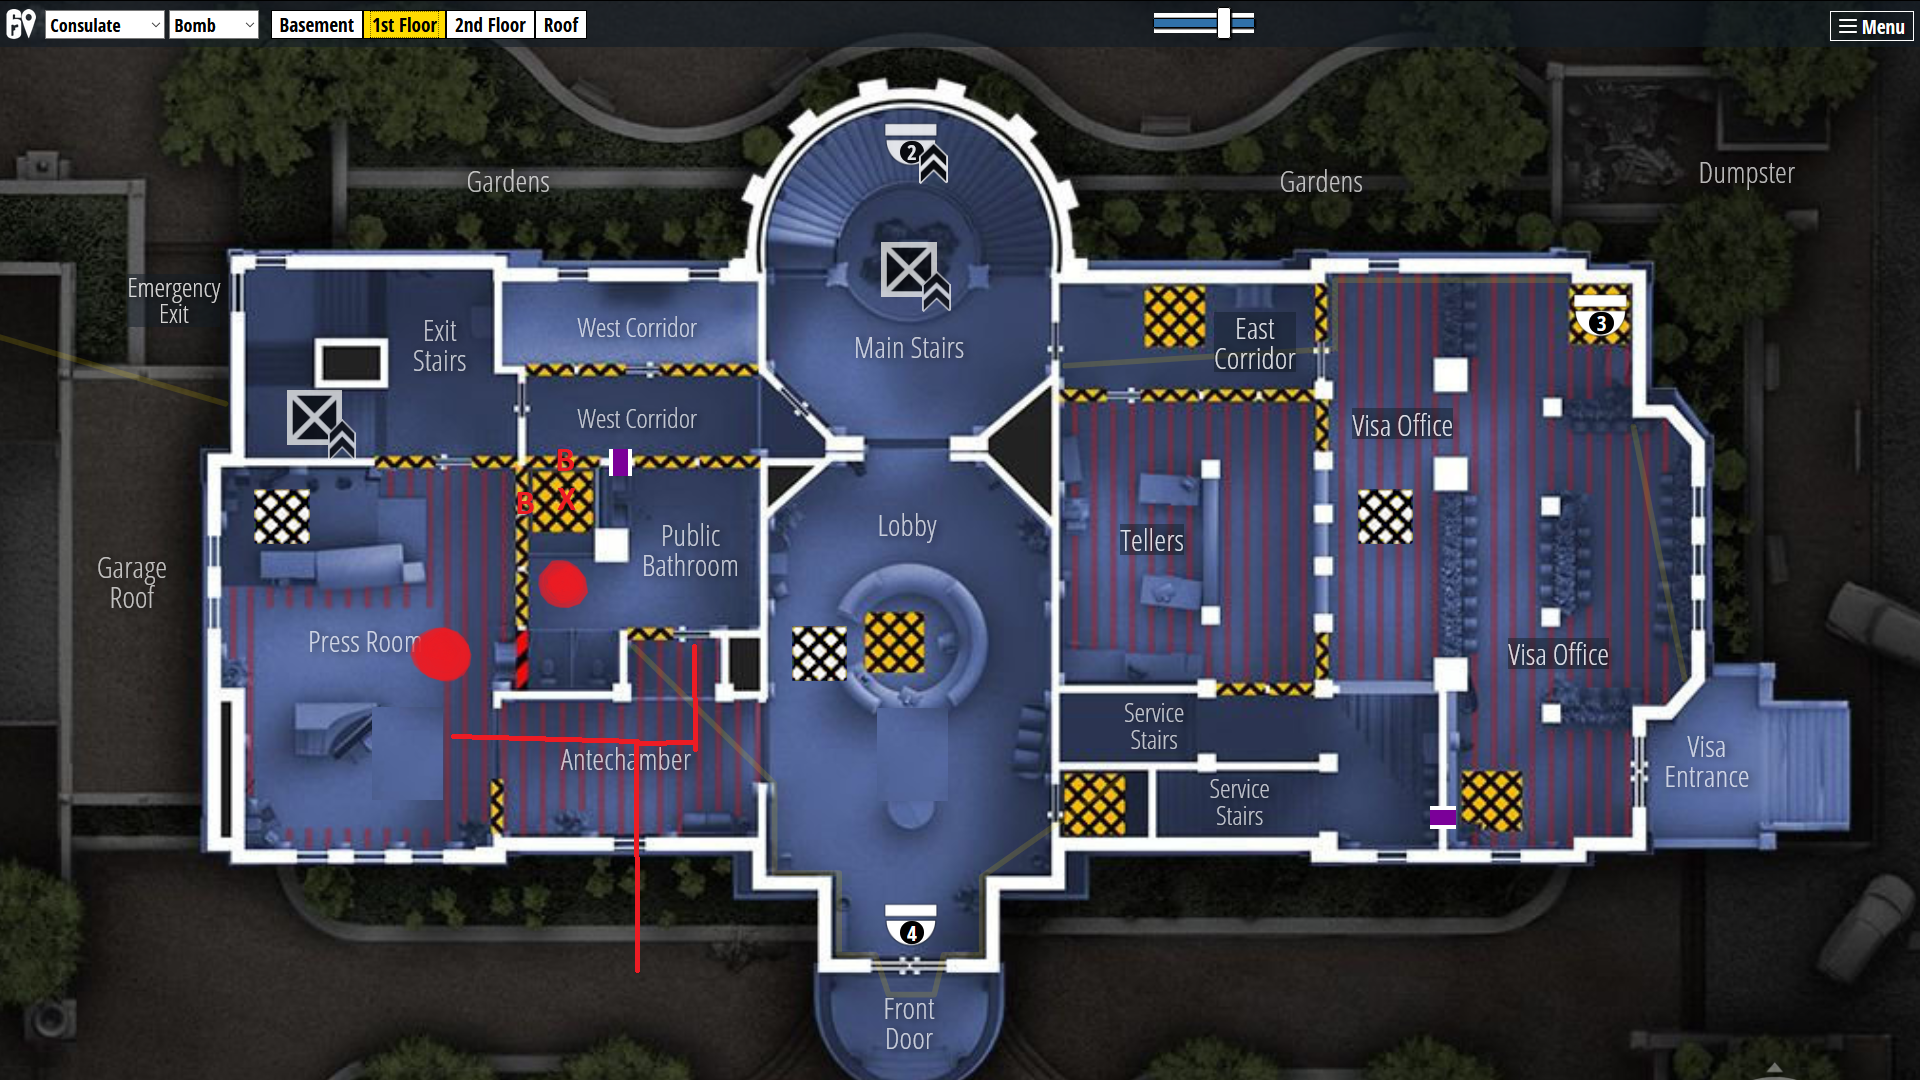 Consulate
Bomb
Basement
1st Floor
2nd Floor
Roof
Menu
2
Gardens
Gardens
Dumpster
Emergency
Exit
Exit
Stairs
West Corridor
Main Stairs
East
Corridor
3
West Corridor
Visa Office
B
B
X
Lobby
Public
Bathroom
Tellers
Garage
Roof
Press Room
Visa Office
Antechamber
Service
Stairs
Service
Stairs
Visa
Entrance
4
Front
Door